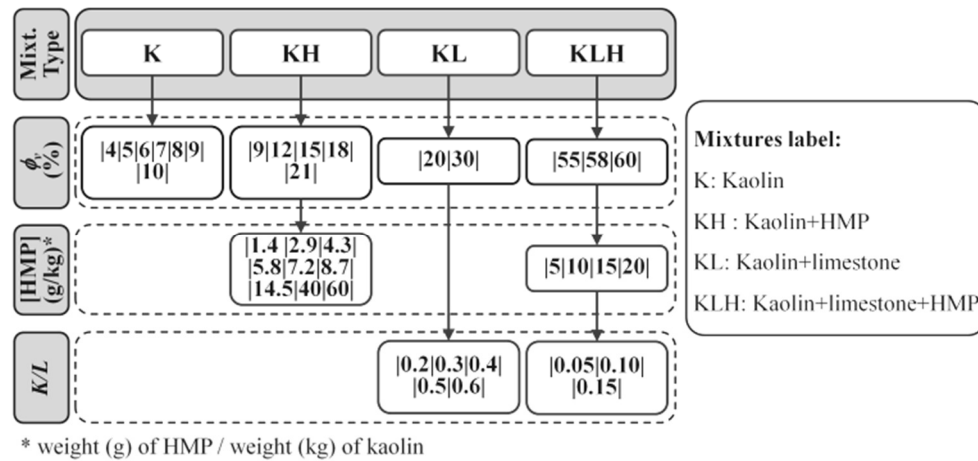 Mixt. Type
K
KH
KL
KLH
ϕv (%)
|4|5|6|7|8|9|
|10|
|9|12|15|18|
|21|
|20|30|
|55|58|60|
[HMP] (g/kg)*
|1.4 |2.9|4.3|
|5.8|7.2|8.7|
|14.5|40|60|
|5|10|15|20|
K/L
|0.2|0.3|0.4|
|0.5|0.6|
|0.05|0.10|
|0.15|
* weight (g) of HMP / weight (kg) of kaolin
Mixtures label:
K: Kaolin
KH : Kaolin+HMP
KL: Kaolin+limestone
KLH: Kaolin+limestone+HMP